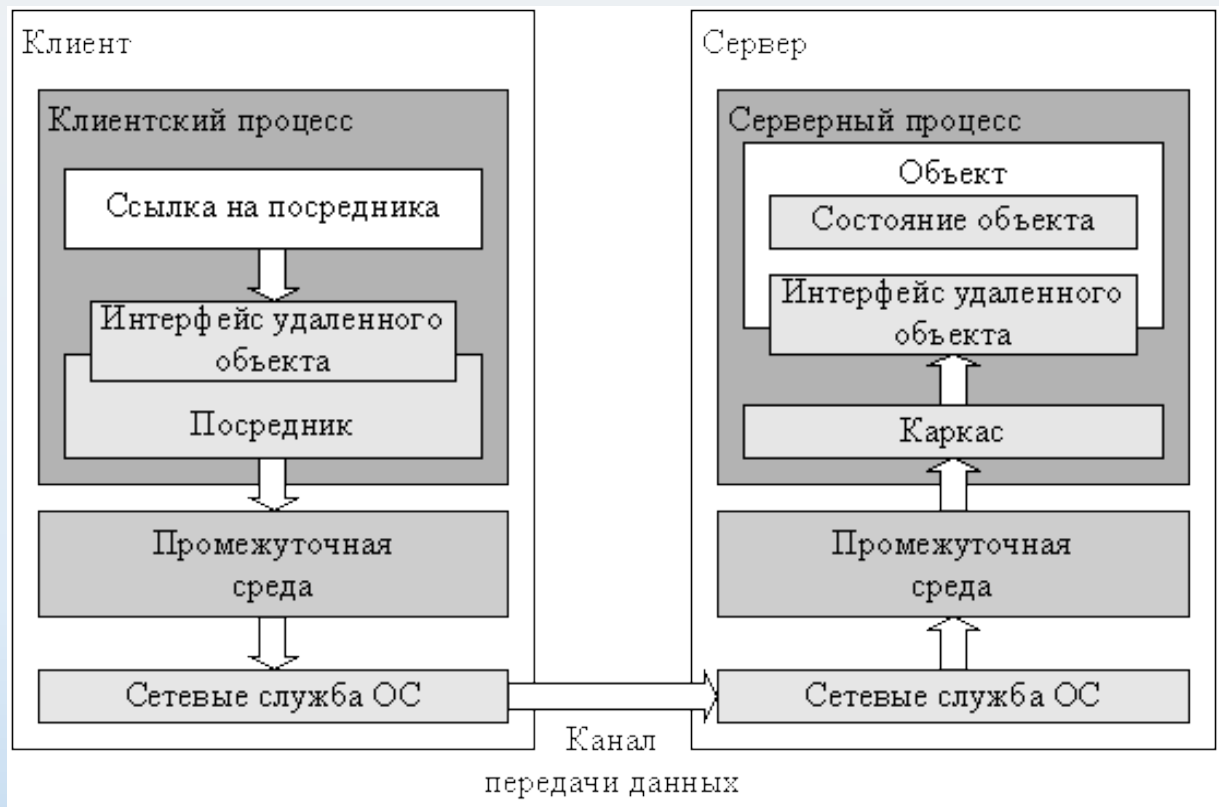 Клиент
Клиентский процесс
Ссылка на посредника
Интерфейс удаленного
объекта
Посредник
Промежуточная
среда
Сетевые служба ОС
Сервер
Серверный процесс
Объект
Состояние объекта
Интерфейс удаленного
объекта
Каркас
Промежуточная
среда
Сетевые служба ОС
Канал
передачи данных